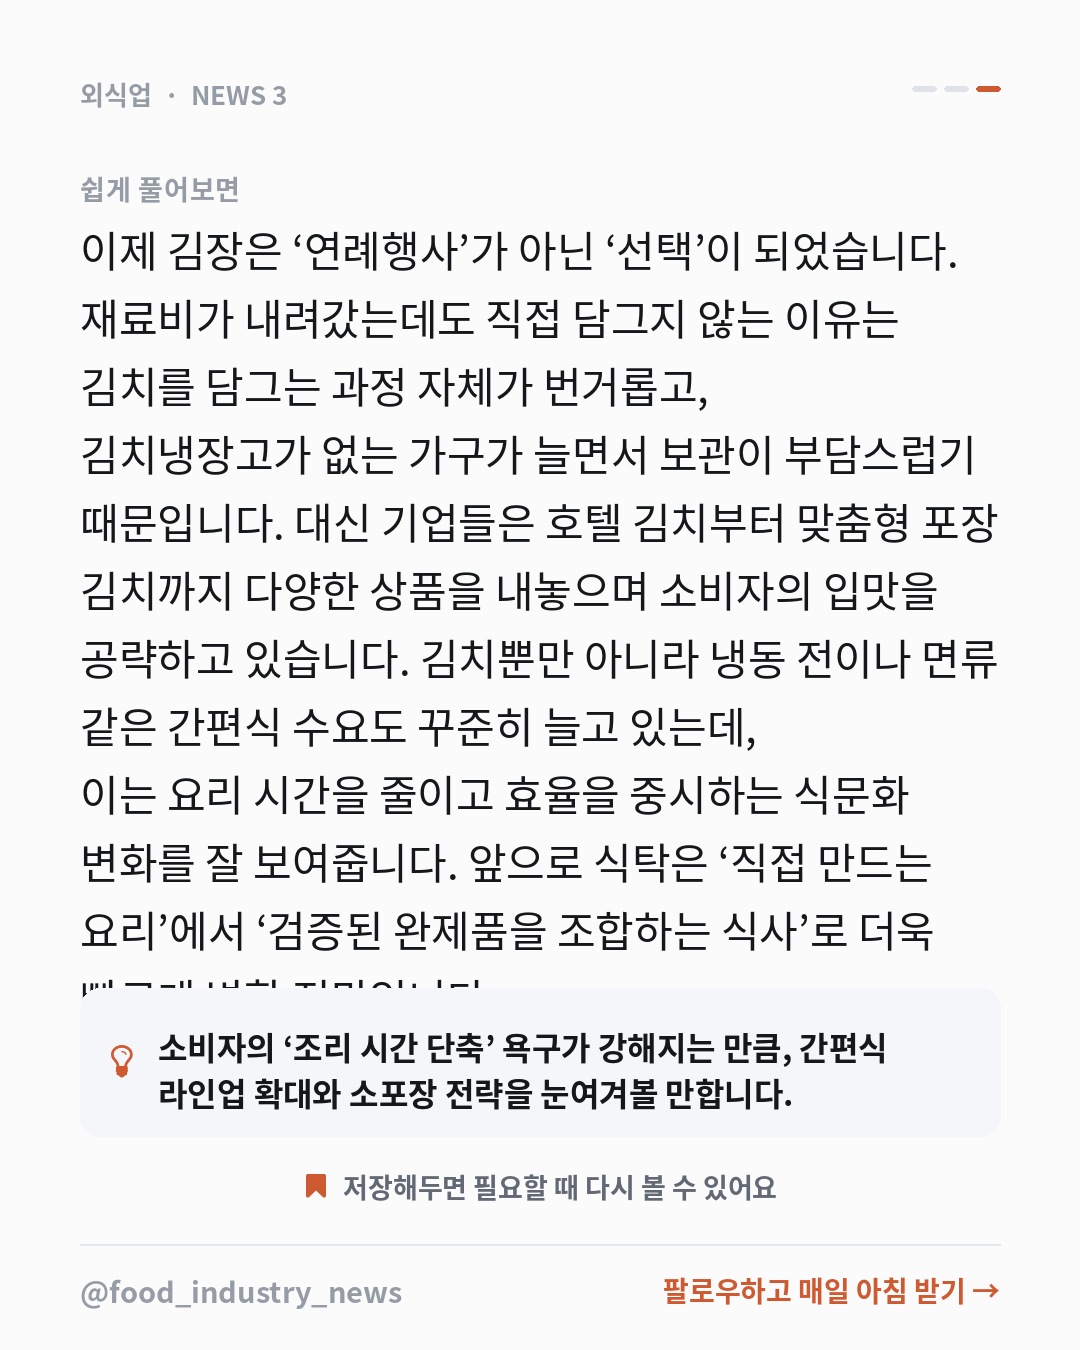 외식업 · NEWS 3
쉽게 풀어보면
이제 김장은 ‘연례행사’가 아닌 ‘선택’이 되었습니다.
재료비가 내려갔는데도 직접 담그지 않는 이유는
김치를 담그는 과정 자체가 번거롭고,
김치냉장고가 없는 가구가 늘면서 보관이 부담스럽기
때문입니다. 대신 기업들은 호텔 김치부터 맞춤형 포장
김치까지 다양한 상품을 내놓으며 소비자의 입맛을
공략하고 있습니다. 김치뿐만 아니라 냉동 전이나 면류
같은 간편식 수요도 꾸준히 늘고 있는데,
이는 요리 시간을 줄이고 효율을 중시하는 식문화
변화를 잘 보여줍니다. 앞으로 식탁은 ‘직접 만드는
요리’에서 ‘검증된 완제품을 조합하는 식사’로 더욱
소비자의 ‘조리 시간 단축’ 욕구가 강해지는 만큼, 간편식
라인업 확대와 소포장 전략을 눈여겨볼 만합니다.
저장해두면 필요할 때 다시 볼 수 있어요
@food_industry_news
팔로우하고 매일 아침 받기 →